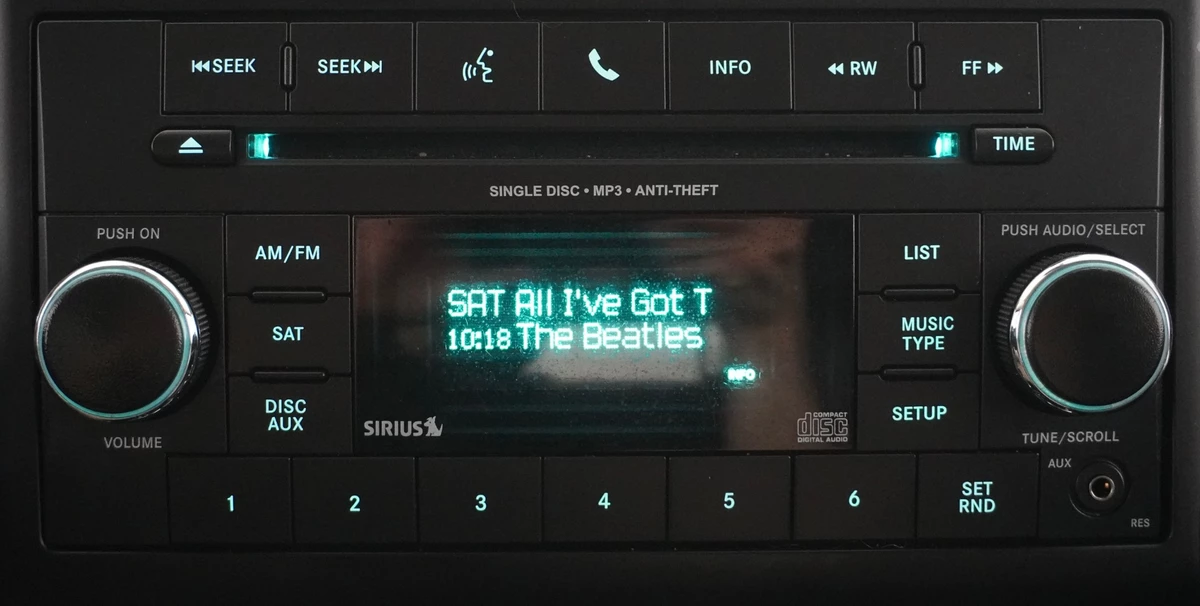 SEEK SEEK INFO RW FF
TIME
SINGLE DISC • MP3 • ANTI-THEFT
PUSH ON
PUSH AUDIO/SELECT
AM/FM
LIST
SAT All I've Got T
10:18 The Beatles
SAT
MUSIC
TYPE
INFO
DISC
AUX
SETUP
SIRIUS
COMPACT
disc
DIGITAL AUDIO
VOLUME
TUNE/SCROLL
1 2 3 4 5 6
SET
RND
AUX
RES